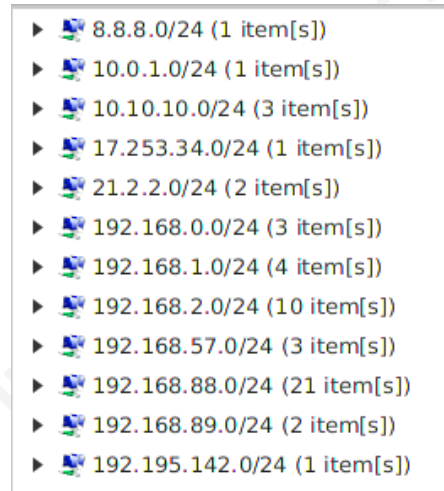 8.8.8.0/24 (1 item[s])
10.0.1.0/24 (1 item[s])
10.10.10.0/24 (3 item[s])
17.253.34.0/24 (1 item[s])
21.2.2.0/24 (2 item[s])
192.168.0.0/24 (3 item[s])
192.168.1.0/24 (4 item[s])
192.168.2.0/24 (10 item[s])
192.168.57.0/24 (3 item[s])
192.168.88.0/24 (21 item[s])
192.168.89.0/24 (2 item[s])
192.195.142.0/24 (1 item[s])